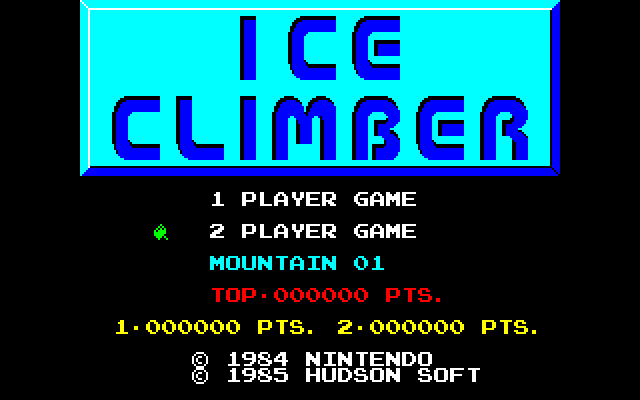 ICE
CLIMBER
1 PLAYER GAME
2 PLAYER GAME
MOUNTAIN 01
TOP·000000 PTS.
1·000000 PTS. 2·000000 PTS.
© 1984 NINTENDO
© 1985 HUDSON SOFT